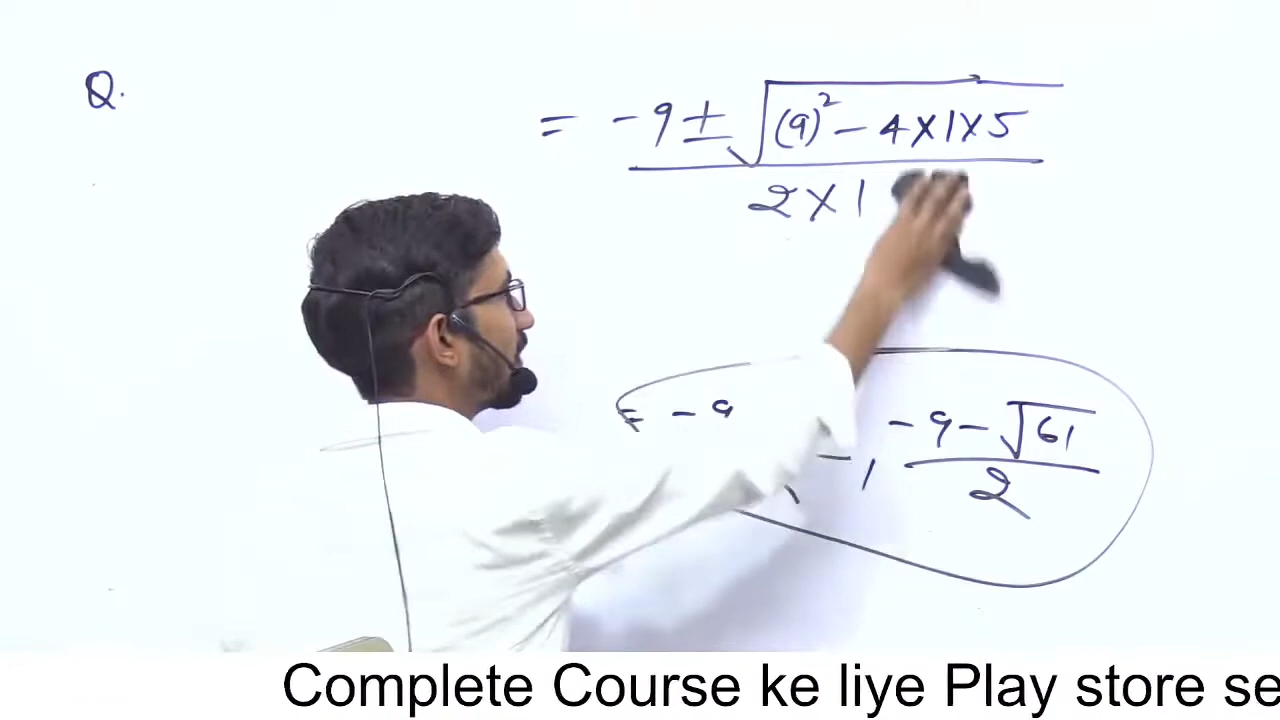 Q.
= -9 ± √(9)² - 4×1×5
2×1
= -9
, -9-√61
2
Complete Course ke liye Play store se